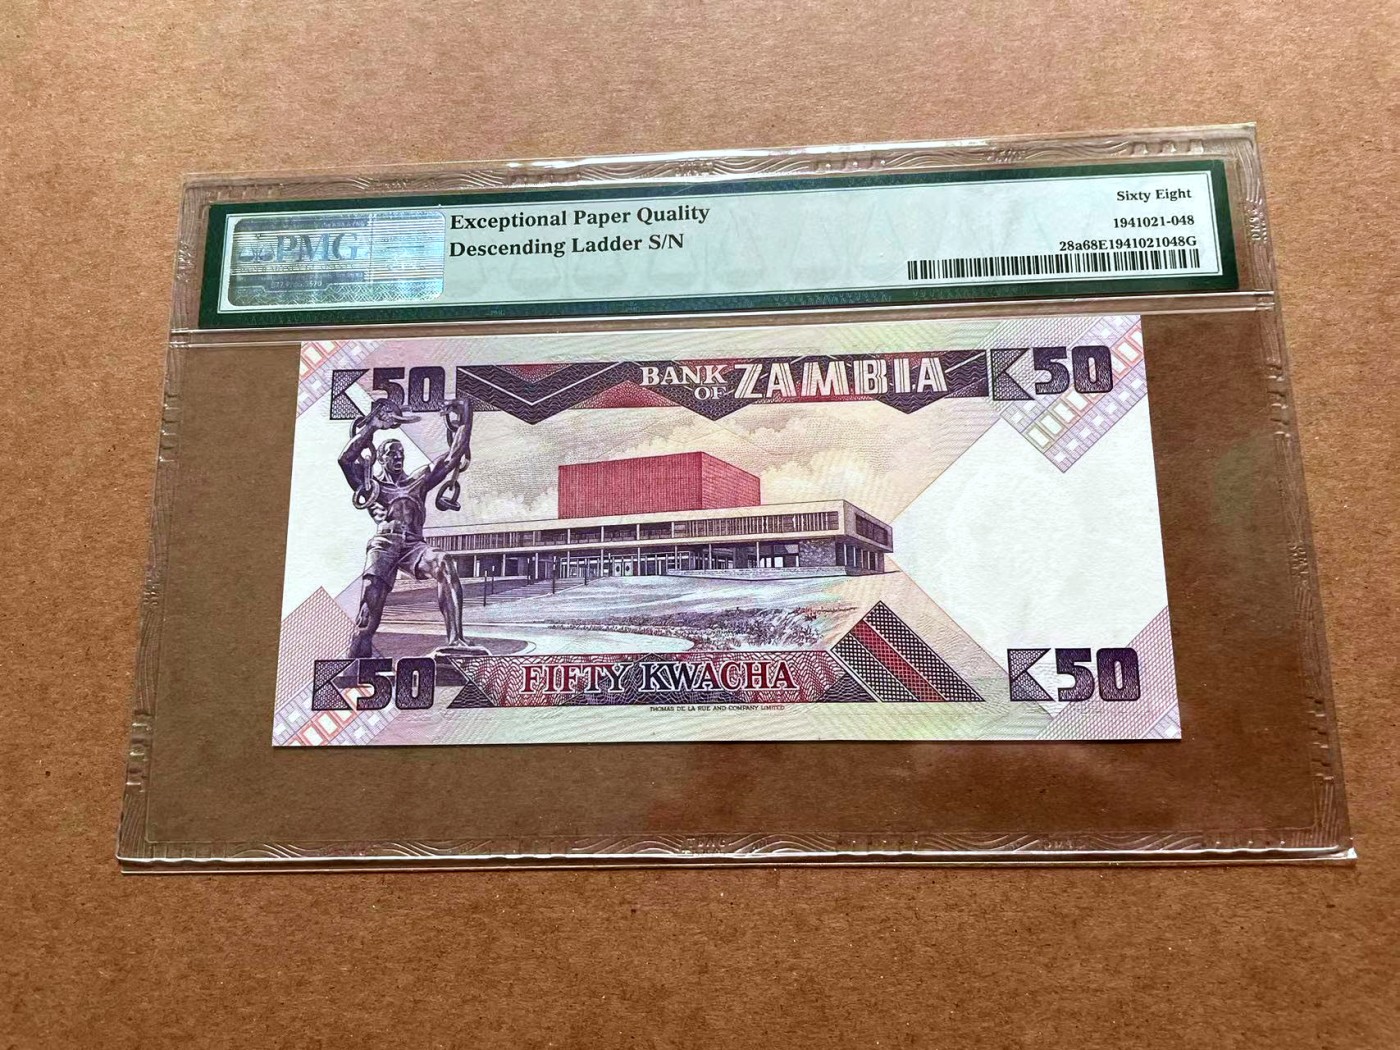 PMG
Exceptional Paper Quality
Descending Ladder S/N
Sixty Eight
1941021-048
28a68E1941021048G
K50
BANK OF ZAMBIA
K50
K50
FIFTY KWACHA
K50
THOMAS DE LA RUE AND COMPANY LIMITED